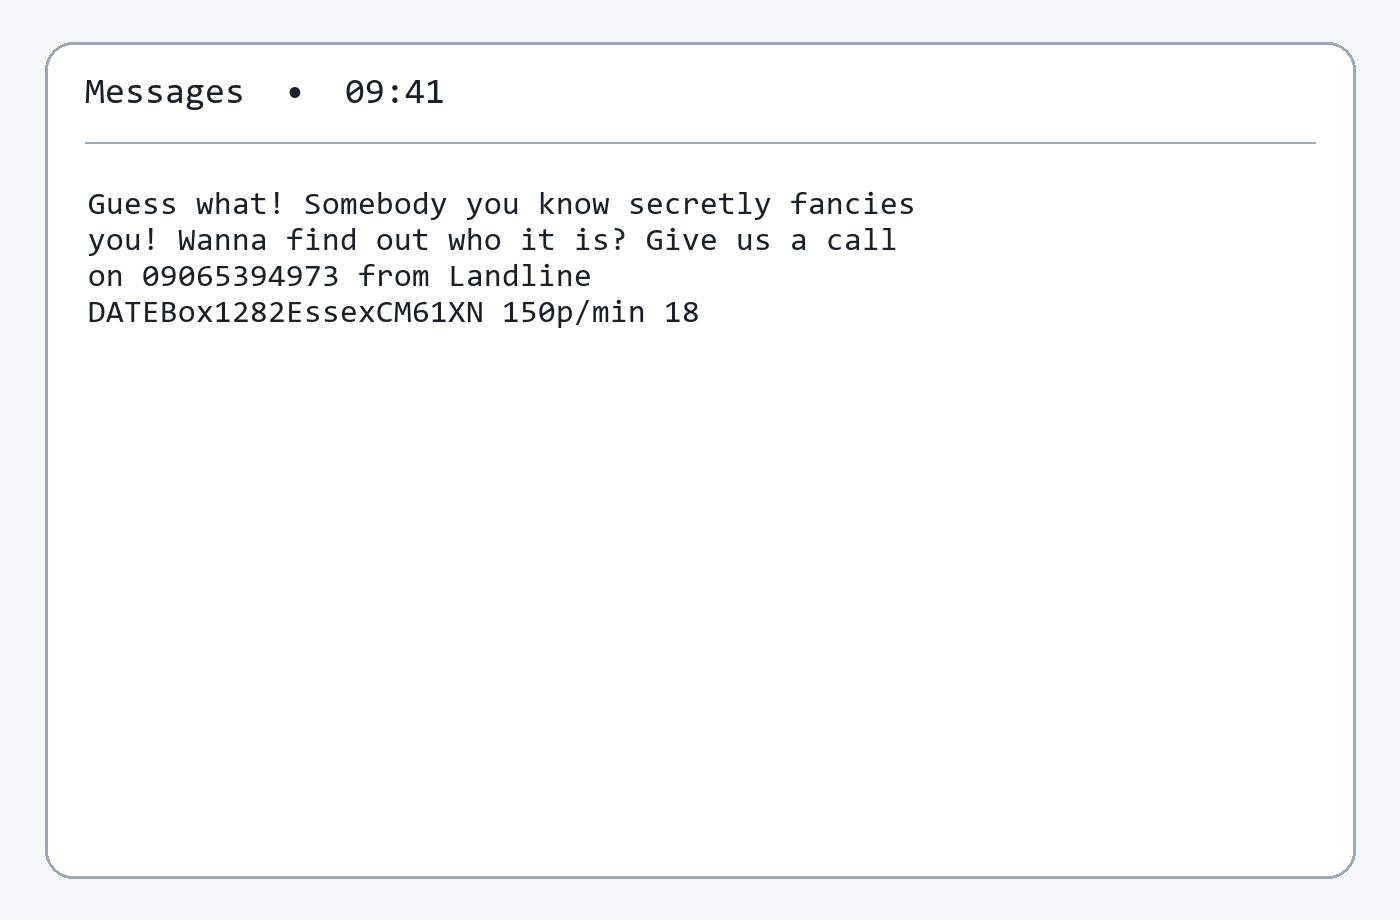 Messages • 09:41
Guess what! Somebody you know secretly fancies
you! Wanna find out who it is? Give us a call
on 09065394973 from Landline
DATEBox1282EssexCM61XN 150p/min 18